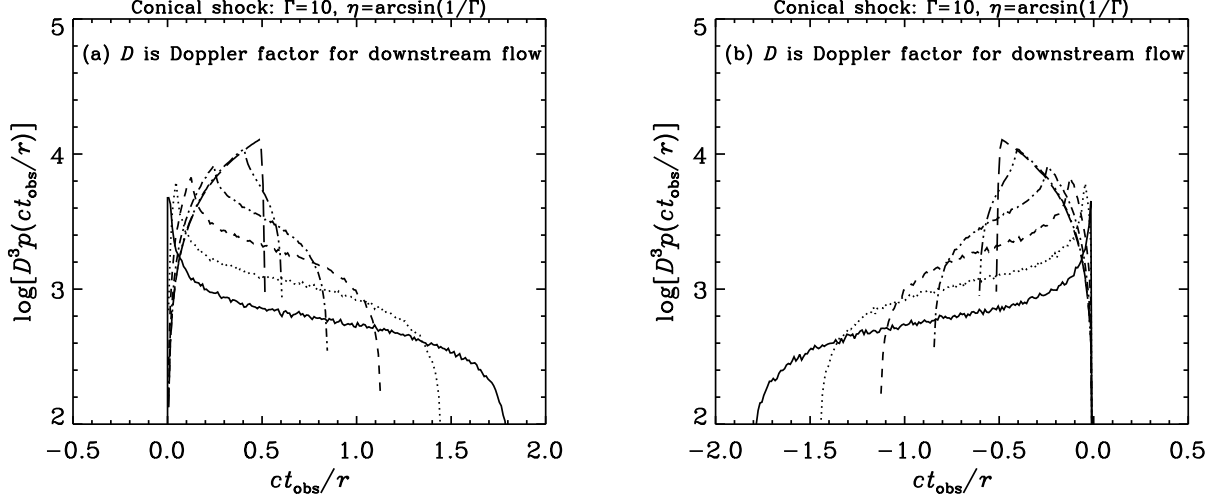 Conical shock: Γ=10, η=arcsin(1/Γ)
(a) D is Doppler factor for downstream flow
log[D³p(ct_obs/r)]
5
4
3
2
−0.5 0.0 0.5 1.0 1.5 2.0
ct_obs/r
Conical shock: Γ=10, η=arcsin(1/Γ)
(b) D is Doppler factor for downstream flow
log[D³p(ct_obs/r)]
5
4
3
2
−2.0 −1.5 −1.0 −0.5 0.0 0.5
ct_obs/r